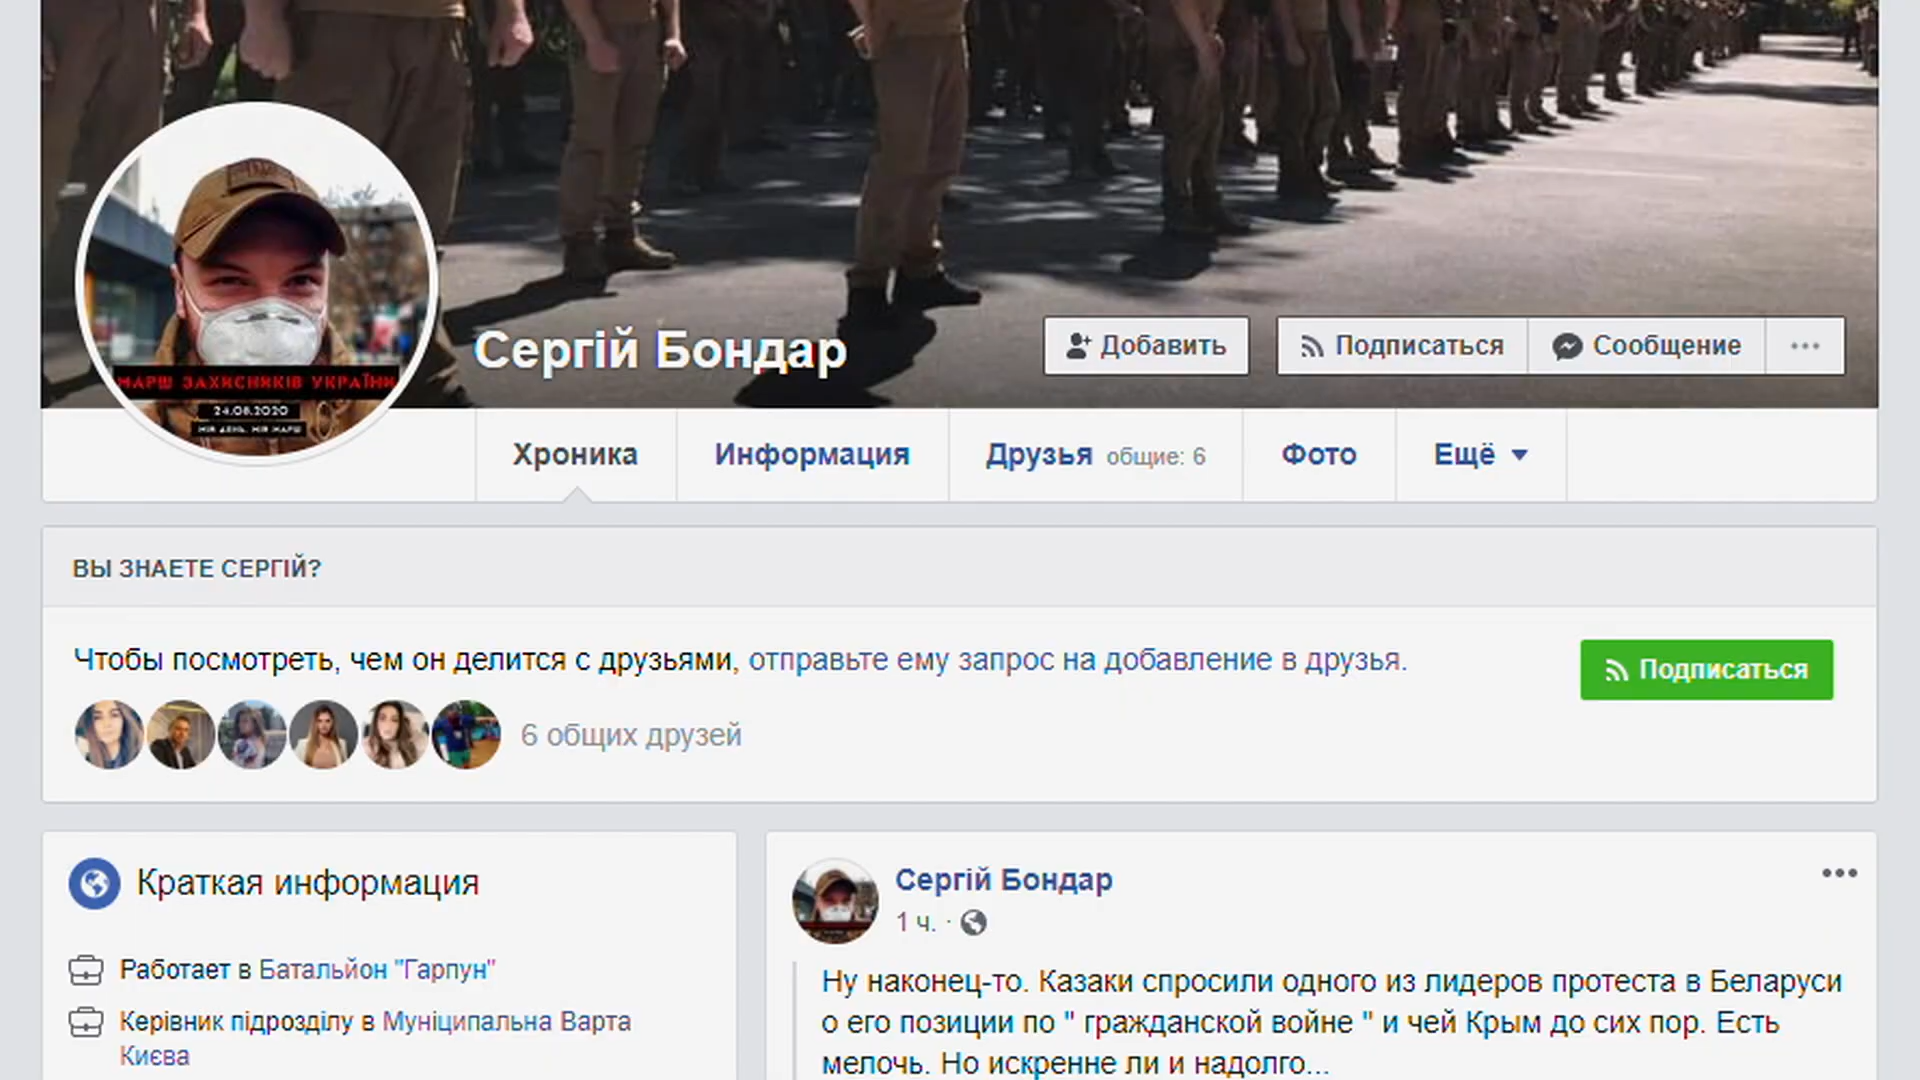 МАРШ ЗАХИСНИКІВ УКРАЇНИ
24.08.2020
МІЙ ДЕНЬ. МІЙ МАРШ
Сергій Бондар
Добавить
Подписаться
Сообщение
Хроника
Информация
Друзья общие: 6
Фото
Ещё
ВЫ ЗНАЕТЕ СЕРГІЙ?
Чтобы посмотреть, чем он делится с друзьями, отправьте ему запрос на добавление в друзья.
Подписаться
6 общих друзей
Краткая информация
Работает в Батальйон "Гарпун"
Керівник підрозділу в Муніципальна Варта
Києва
Сергій Бондар
1 ч. ·
Ну наконец-то. Казаки спросили одного из лидеров протеста в Беларуси
о его позиции по " гражданской войне " и чей Крым до сих пор. Есть
мелочь. Но искренне ли и надолго...